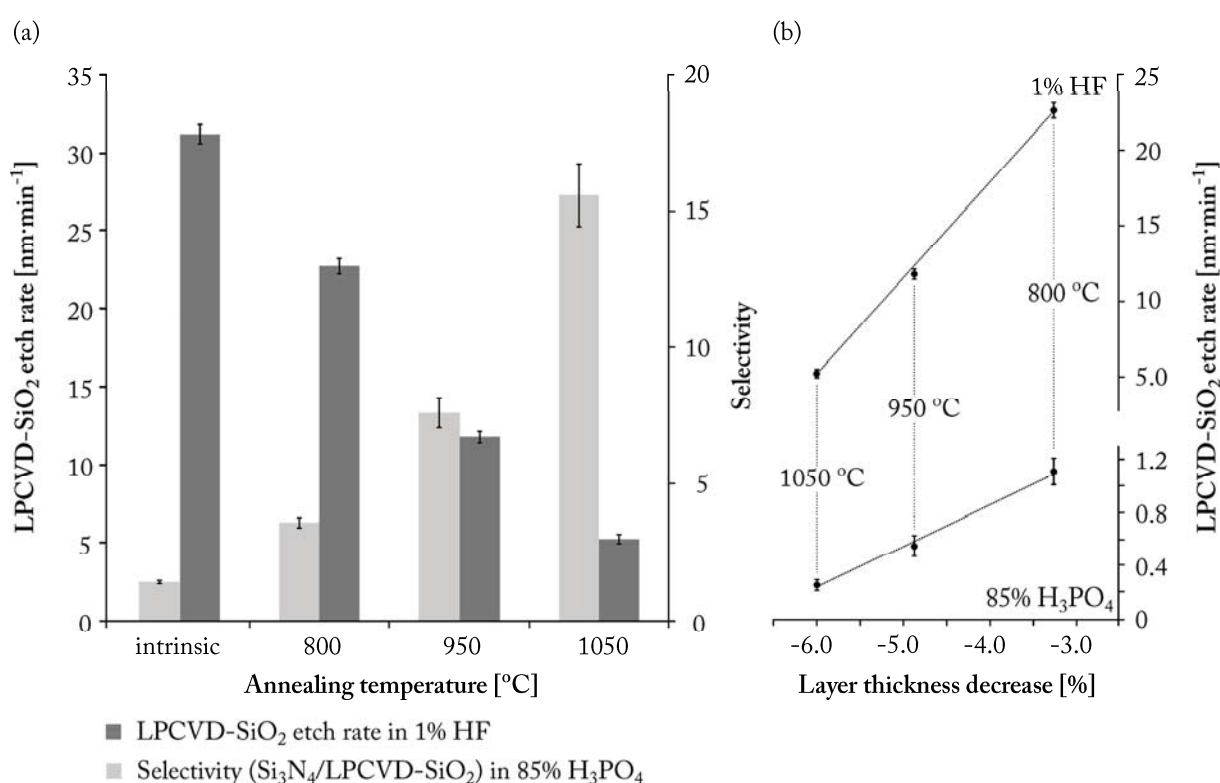 (a)
(b)
LPCVD-SiO₂ etch rate [nm·min⁻¹]
35
30
25
20
15
10
5
0
20
15
10
5
0
Selectivity
intrinsic 800 950 1050
Annealing temperature [°C]
LPCVD-SiO₂ etch rate in 1% HF
Selectivity (Si₃N₄/LPCVD-SiO₂) in 85% H₃PO₄
1% HF
800 °C
950 °C
1050 °C
85% H₃PO₄
25
20
15
10
5.0
1.2
0.8
0.4
0
LPCVD-SiO₂ etch rate [nm·min⁻¹]
-6.0 -5.0 -4.0 -3.0
Layer thickness decrease [%]